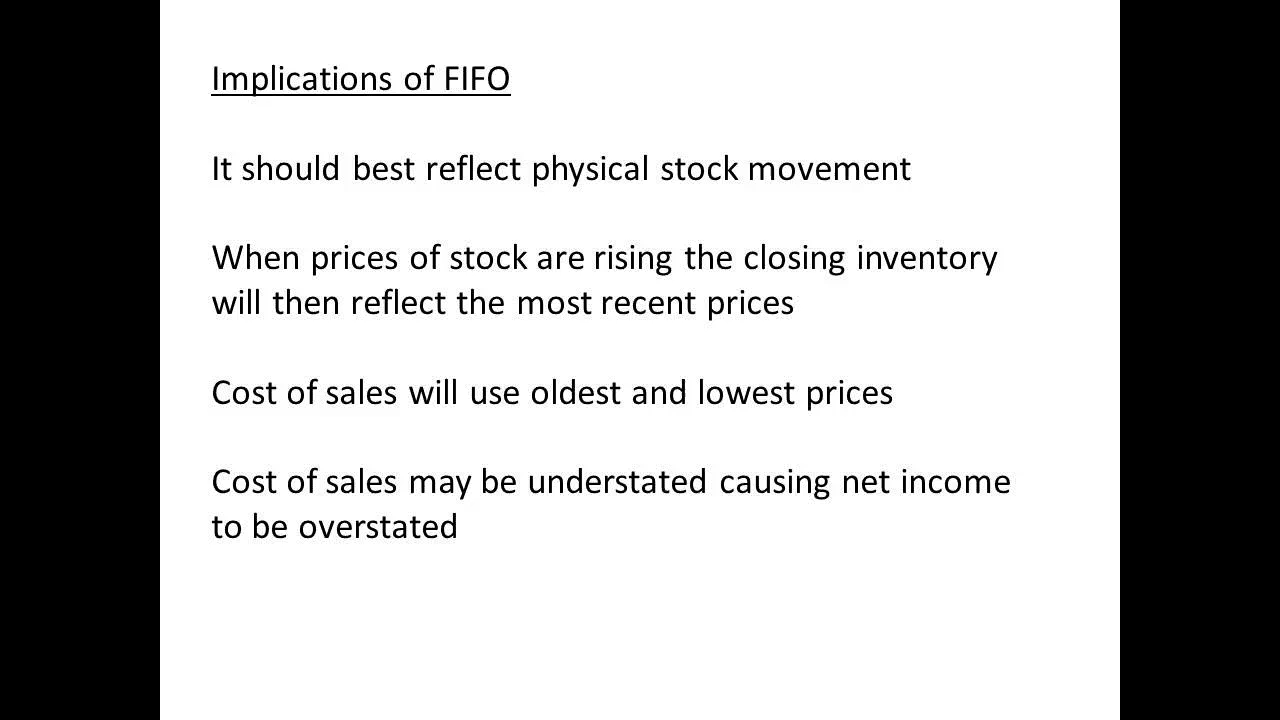 Implications of FIFO
It should best reflect physical stock movement
When prices of stock are rising the closing inventory
will then reflect the most recent prices
Cost of sales will use oldest and lowest prices
Cost of sales may be understated causing net income
to be overstated